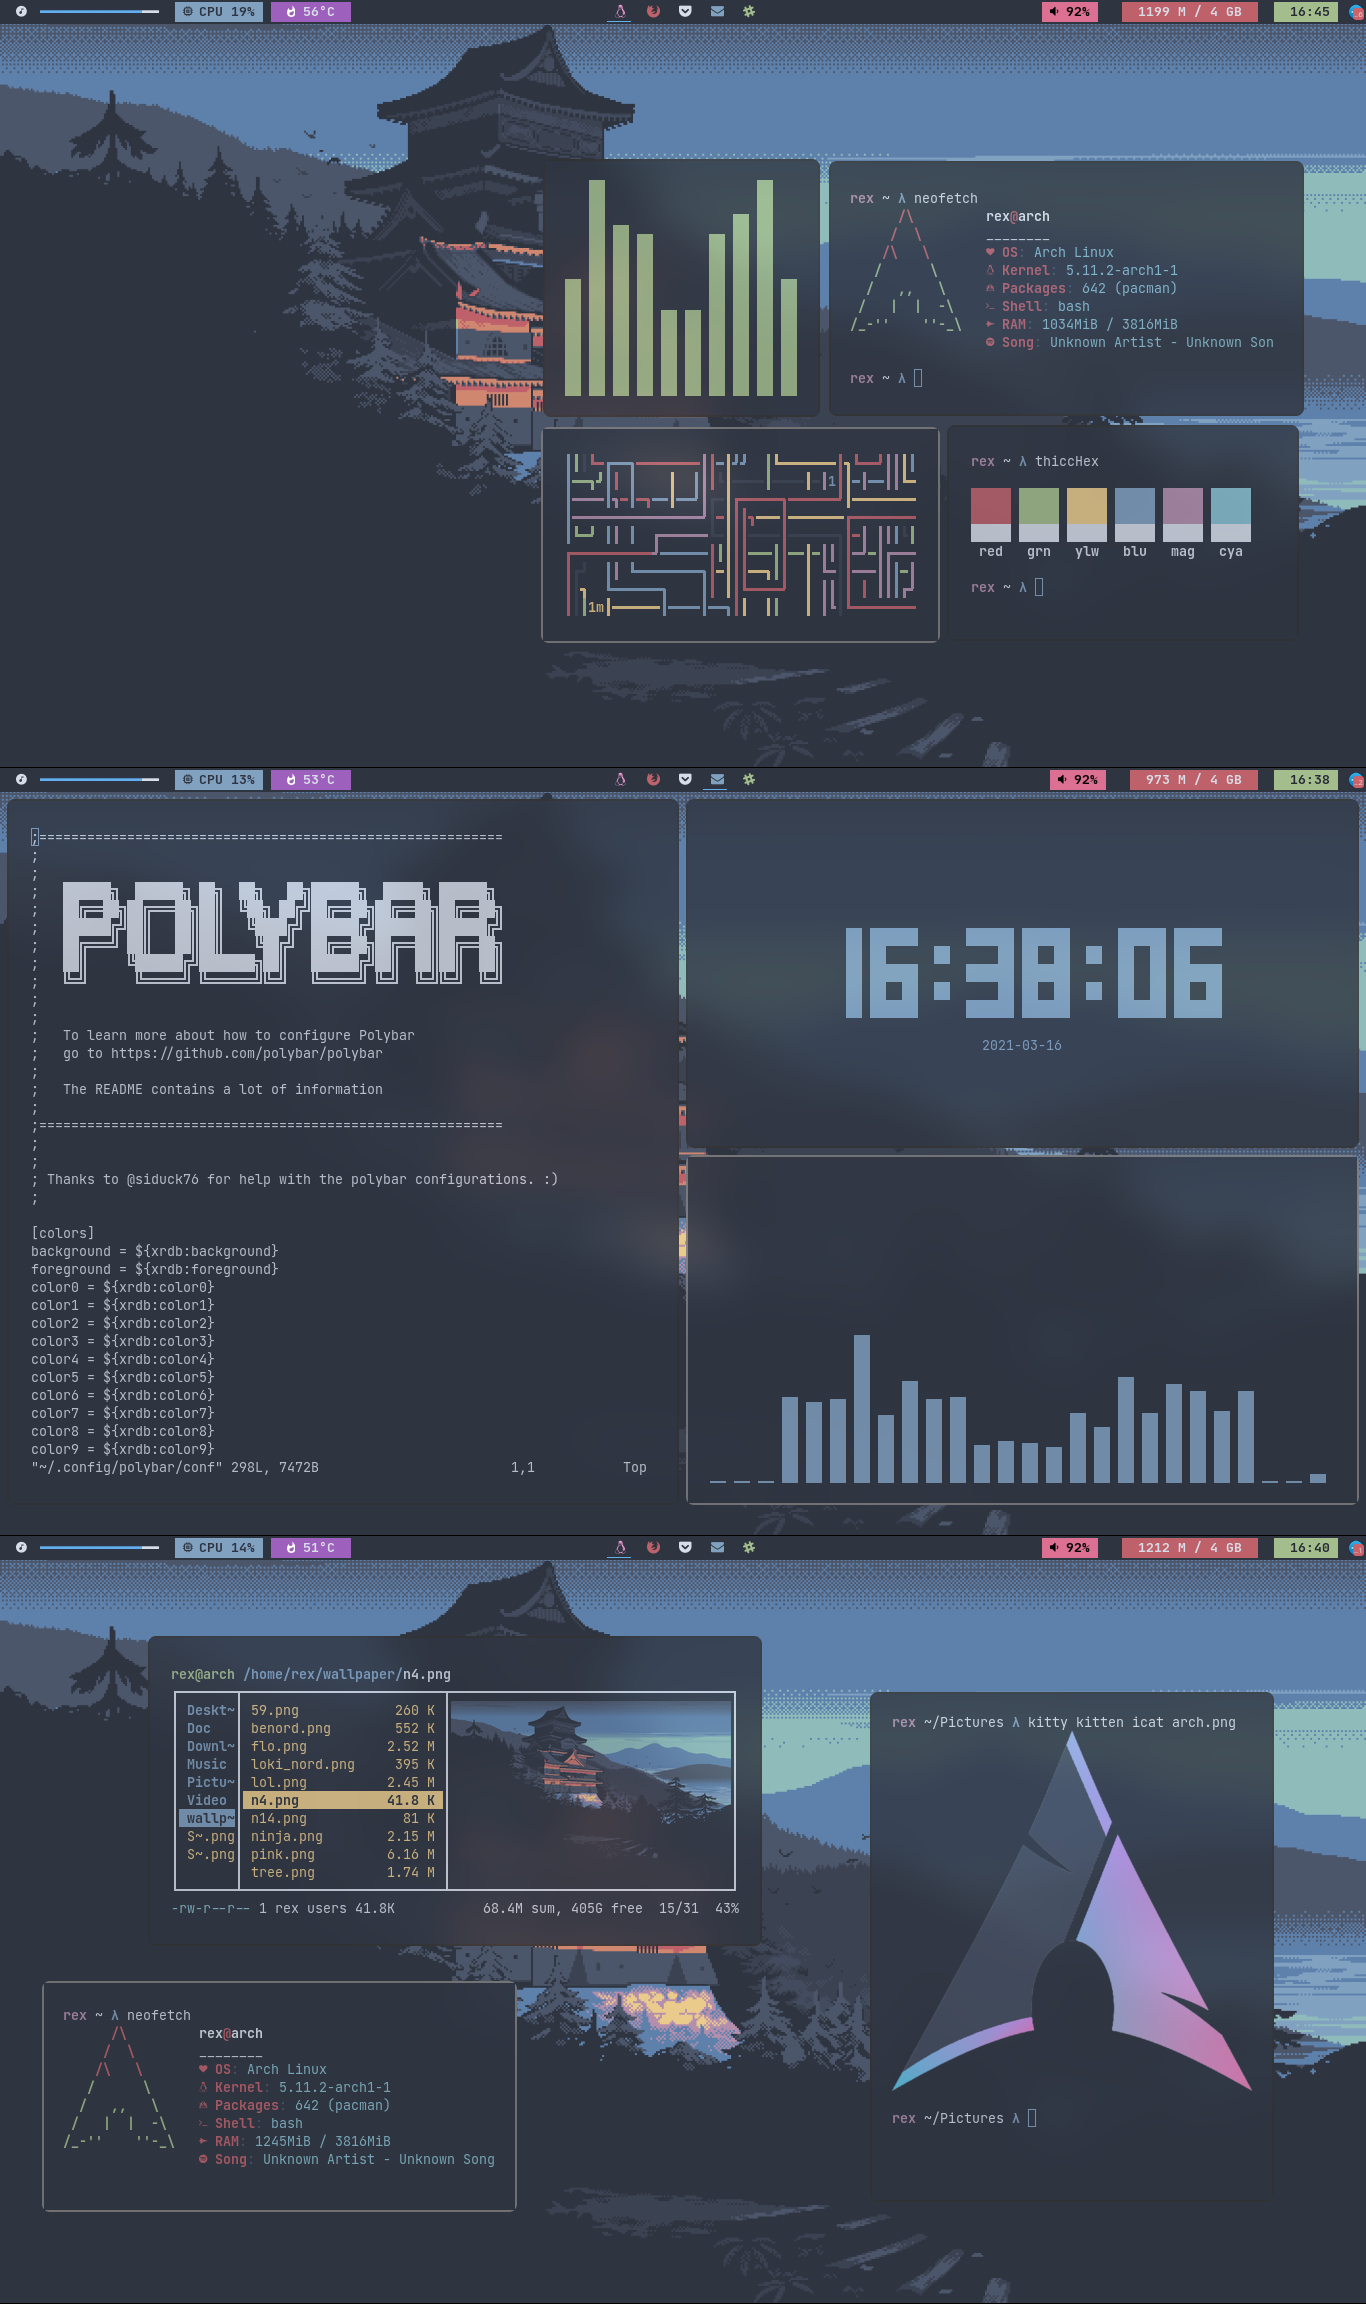 CPU 19% 56°C 92% 1199 M / 4 GB 16:45
rex ~ λ neofetch
rex@arch
OS: Arch Linux
Kernel: 5.11.2-arch1-1
Packages: 642 (pacman)
Shell: bash
RAM: 1034MiB / 3816MiB
Song: Unknown Artist - Unknown Son
rex ~ λ
1
1m
rex ~ λ thiccHex
red grn ylw blu mag cya
rex ~ λ
CPU 13% 53°C 92% 973 M / 4 GB 16:38
;==========================================================
;
;
; POLYBAR
;
;
;
;
;
;
;
; To learn more about how to configure Polybar
; go to https://github.com/polybar/polybar
;
; The README contains a lot of information
;
;==========================================================
;
;
; Thanks to @siduck76 for help with the polybar configurations. :)
;
[colors]
background = ${xrdb:background}
foreground = ${xrdb:foreground}
color0 = ${xrdb:color0}
color1 = ${xrdb:color1}
color2 = ${xrdb:color2}
color3 = ${xrdb:color3}
color4 = ${xrdb:color4}
color5 = ${xrdb:color5}
color6 = ${xrdb:color6}
color7 = ${xrdb:color7}
color8 = ${xrdb:color8}
color9 = ${xrdb:color9}
"~/.config/polybar/conf" 298L, 7472B 1,1 Top
16:38:06
2021-03-16
CPU 14% 51°C 92% 1212 M / 4 GB 16:40
rex@arch /home/rex/wallpaper/n4.png
Deskt~ 59.png 260 K
Doc benord.png 552 K
Downl~ flo.png 2.52 M
Music loki_nord.png 395 K
Pictu~ lol.png 2.45 M
Video n4.png 41.8 K
wallp~ n14.png 81 K
S~.png ninja.png 2.15 M
S~.png pink.png 6.16 M
tree.png 1.74 M
-rw-r--r-- 1 rex users 41.8K 68.4M sum, 405G free 15/31 43%
rex ~/Pictures λ kitty kitten icat arch.png
rex ~/Pictures λ
rex ~ λ neofetch
rex@arch
OS: Arch Linux
Kernel: 5.11.2-arch1-1
Packages: 642 (pacman)
Shell: bash
RAM: 1245MiB / 3816MiB
Song: Unknown Artist - Unknown Song